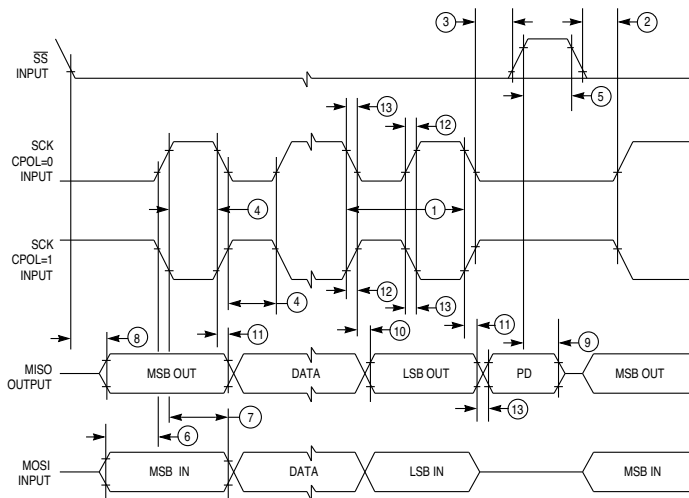 3
2
SS
INPUT
5
13
12
SCK
CPOL=0
INPUT
4
1
SCK
CPOL=1
INPUT
4
12
13
8
11
10
11
9
MISO
OUTPUT
MSB OUT
DATA
LSB OUT
PD
MSB OUT
7
13
6
MOSI
INPUT
MSB IN
DATA
LSB IN
MSB IN